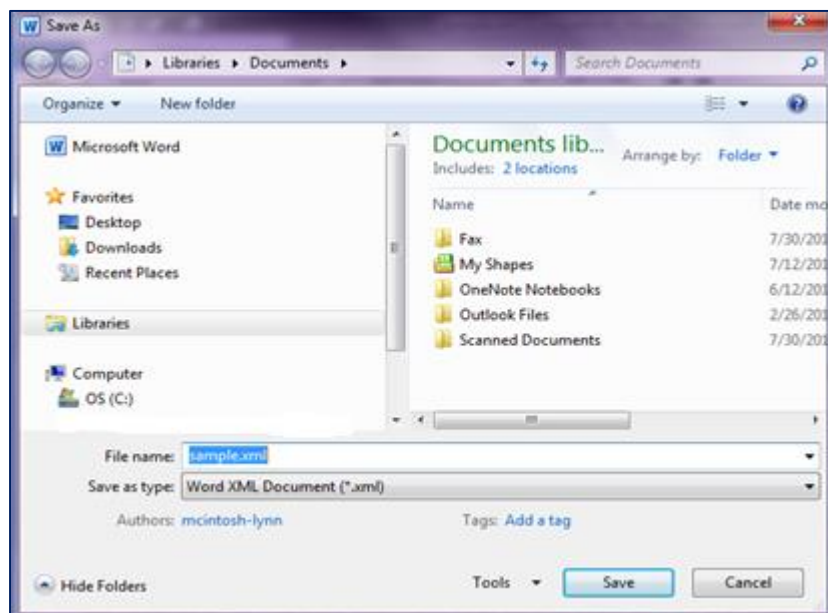 Save As
Libraries Documents Search Documents
Organize New folder
Microsoft Word
Favorites
Desktop
Downloads
Recent Places
Libraries
Computer
OS (C:)
Documents lib...
Includes: 2 locations
Arrange by: Folder
Name Date mo
Fax 7/30/201
My Shapes 7/12/201
OneNote Notebooks 6/12/201
Outlook Files 2/26/201
Scanned Documents 7/30/201
File name: sample.xml
Save as type: Word XML Document (*.xml)
Authors: mcintosh-lynn Tags: Add a tag
Hide Folders Tools Save Cancel